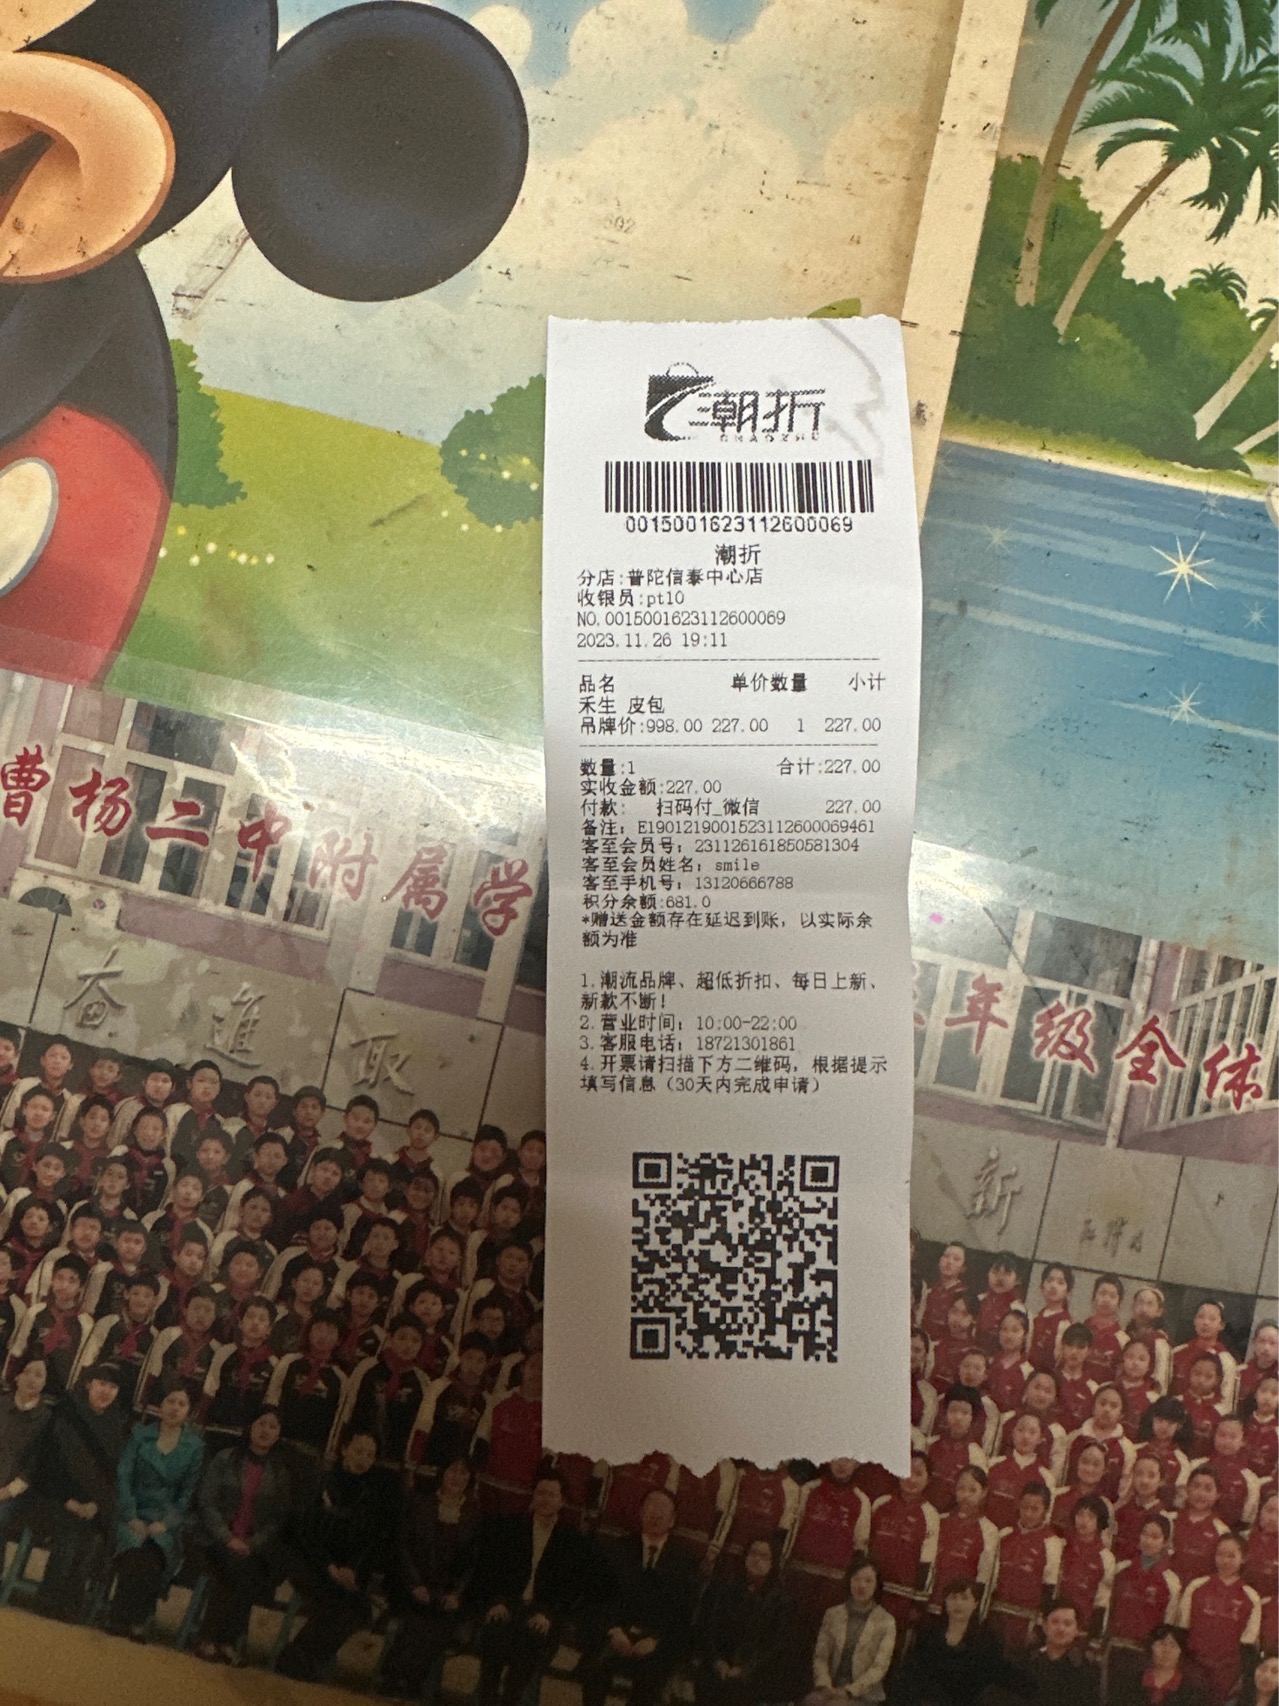 潮折
CHAOZHE
0015001623112600069
潮折
分店:普陀信泰中心店
收银员:pt10
NO.0015001623112600069
2023.11.26 19:11
品名 单价数量 小计
禾生 皮包
吊牌价:998.00 227.00 1 227.00
数量:1 合计:227.00
实收金额:227.00
付款: 扫码付_微信 227.00
备注: E1901219001523112600069461
客至会员号: 231126161850581304
客至会员姓名: smile
客至手机号: 13120666788
积分余额:681.0
*赠送金额存在延迟到账, 以实际余
额为准
1.潮流品牌、超低折扣、每日上新、
新款不断!
2.营业时间: 10:00-22:00
3.客服电话: 18721301861
4.开票请扫描下方二维码, 根据提示
填写信息 (30天内完成申请)
曹杨二中附属学
年级全体
奋进取
新